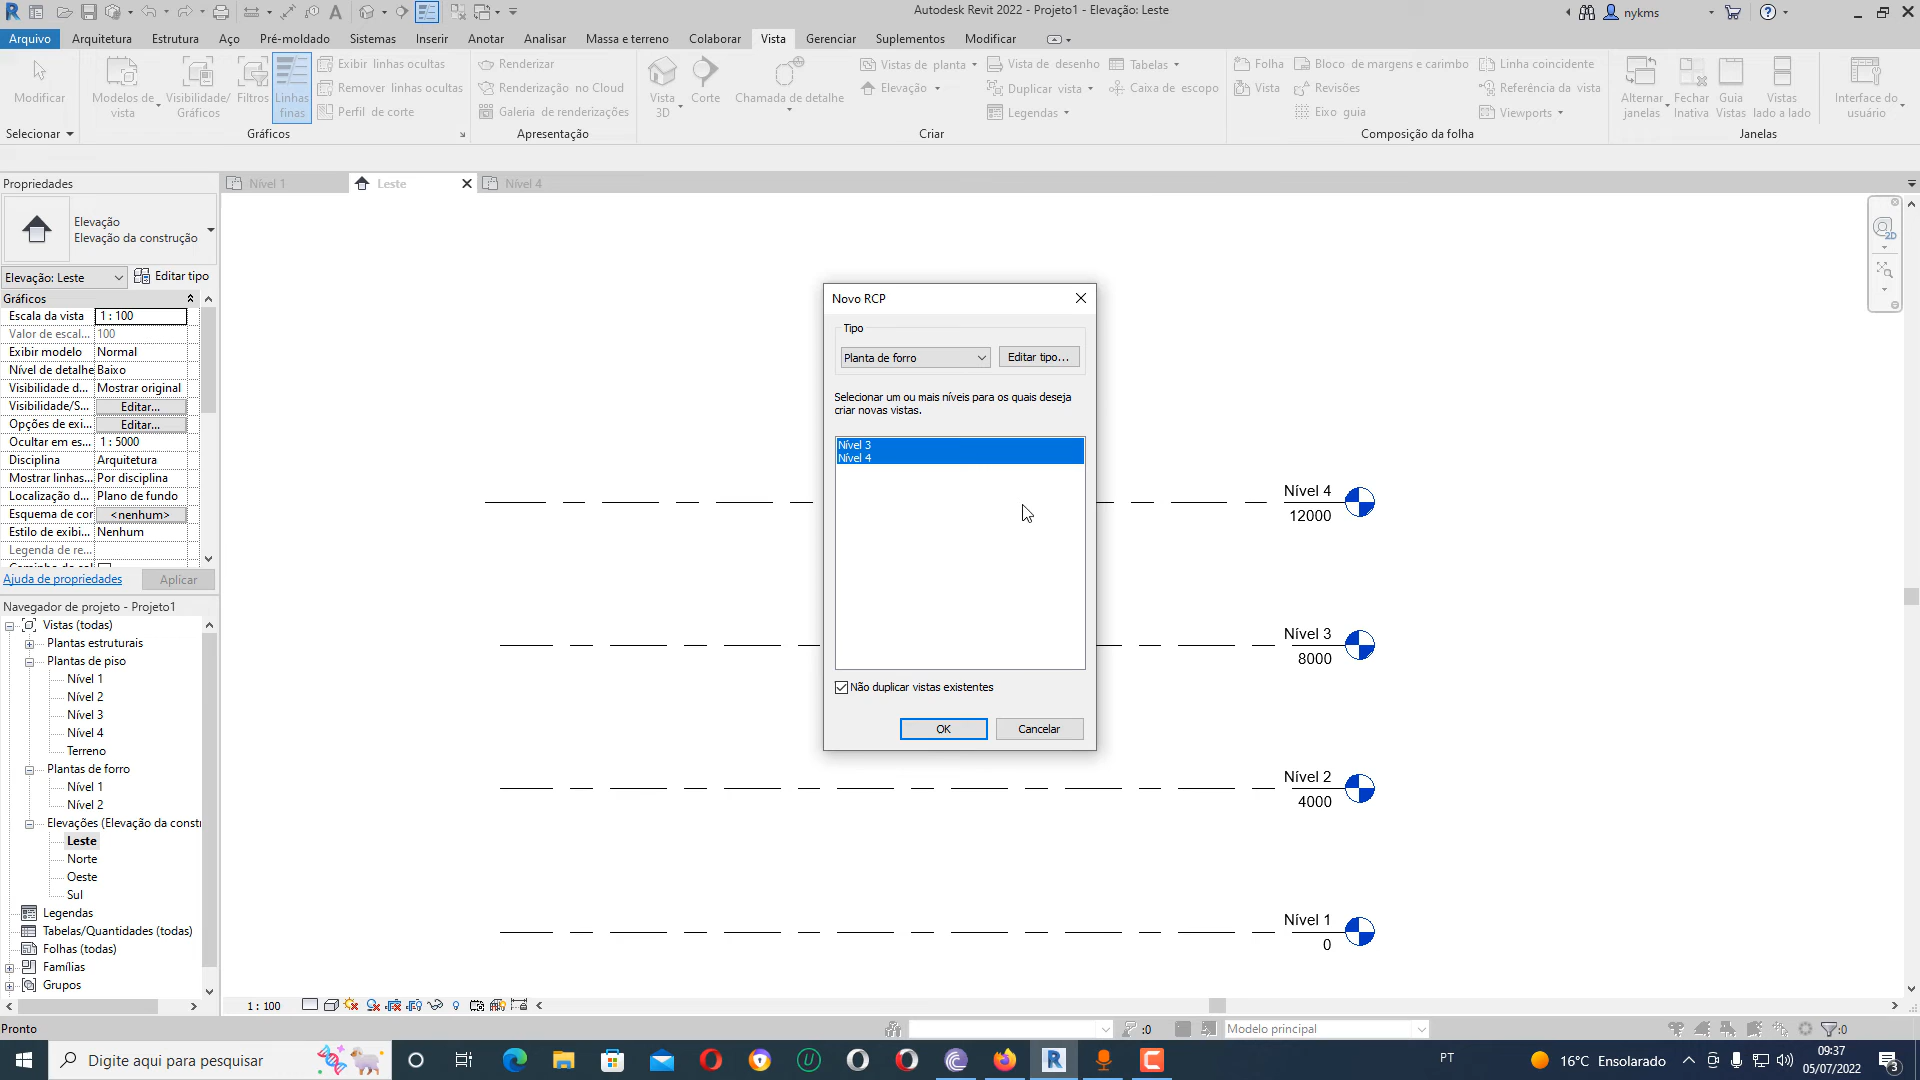 Autodesk Revit 2022 - Projeto1 - Elevação: Leste
nykms
Arquivo
Arquitetura
Estrutura
Aço
Pré-moldado
Sistemas
Inserir
Anotar
Analisar
Massa e terreno
Colaborar
Vista
Gerenciar
Suplementos
Modificar
Modificar
Modelos de vista
Visibilidade/ Gráficos
Filtros
Linhas finas
Exibir linhas ocultas
Remover linhas ocultas
Perfil de corte
Renderizar
Renderização no Cloud
Galeria de renderizações
Vista 3D
Corte
Chamada de detalhe
Vistas de planta
Elevação
Vista de desenho
Duplicar vista
Legendas
Tabelas
Caixa de escopo
Folha
Vista
Bloco de margens e carimbo
Revisões
Eixo guia
Linha coincidente
Referência da vista
Viewports
Alternar janelas
Fechar Inativa
Guia Vistas
Vistas lado a lado
Interface do usuário
Selecionar
Gráficos
Apresentação
Criar
Composição da folha
Janelas
Propriedades
Nível 1
Leste
Nível 4
Elevação
Elevação da construção
Elevação: Leste
Editar tipo
Gráficos
Escala da vista 1 : 100
Valor de escal... 100
Exibir modelo Normal
Nível de detalhe Baixo
Visibilidade d... Mostrar original
Visibilidade/S... Editar...
Opções de exi... Editar...
Ocultar em es... 1 : 5000
Disciplina Arquitetura
Mostrar linhas... Por disciplina
Localização d... Plano de fundo
Esquema de cor <nenhum>
Estilo de exibi... Nenhum
Legenda de re...
Ajuda de propriedades
Aplicar
Navegador de projeto - Projeto1
Vistas (todas)
Plantas estruturais
Plantas de piso
Nível 1
Nível 2
Nível 3
Nível 4
Terreno
Plantas de forro
Nível 1
Nível 2
Elevações (Elevação da constr
Leste
Norte
Oeste
Sul
Legendas
Tabelas/Quantidades (todas)
Folhas (todas)
Famílias
Grupos
Novo RCP
Tipo
Planta de forro
Editar tipo...
Selecionar um ou mais níveis para os quais deseja
criar novas vistas.
Nível 3
Nível 4
Não duplicar vistas existentes
OK
Cancelar
Nível 4
12000
Nível 3
8000
Nível 2
4000
Nível 1
0
1 : 100
Pronto
:0
Modelo principal
:0
Digite aqui para pesquisar
PT
16°C Ensolarado
09:37
05/07/2022
3